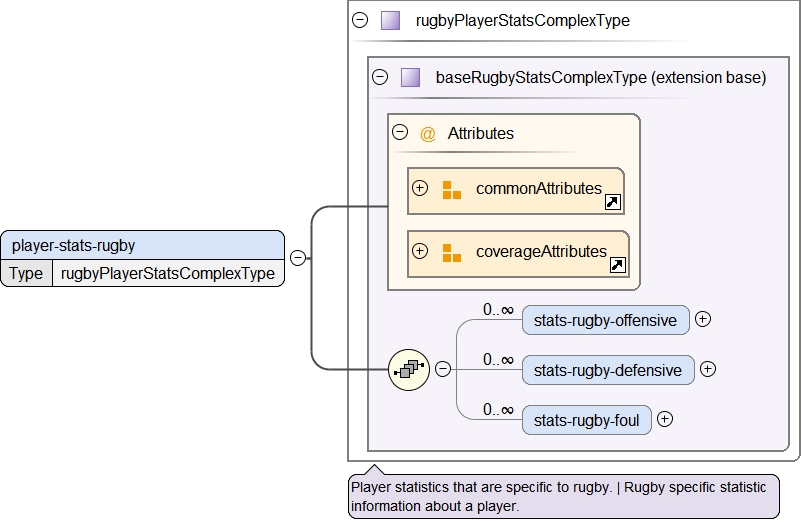 rugbyPlayerStatsComplexType
baseRugbyStatsComplexType (extension base)
@ Attributes
commonAttributes
coverageAttributes
player-stats-rugby
Type rugbyPlayerStatsComplexType
0..∞
stats-rugby-offensive
0..∞
stats-rugby-defensive
0..∞
stats-rugby-foul
Player statistics that are specific to rugby. | Rugby specific statistic
information about a player.